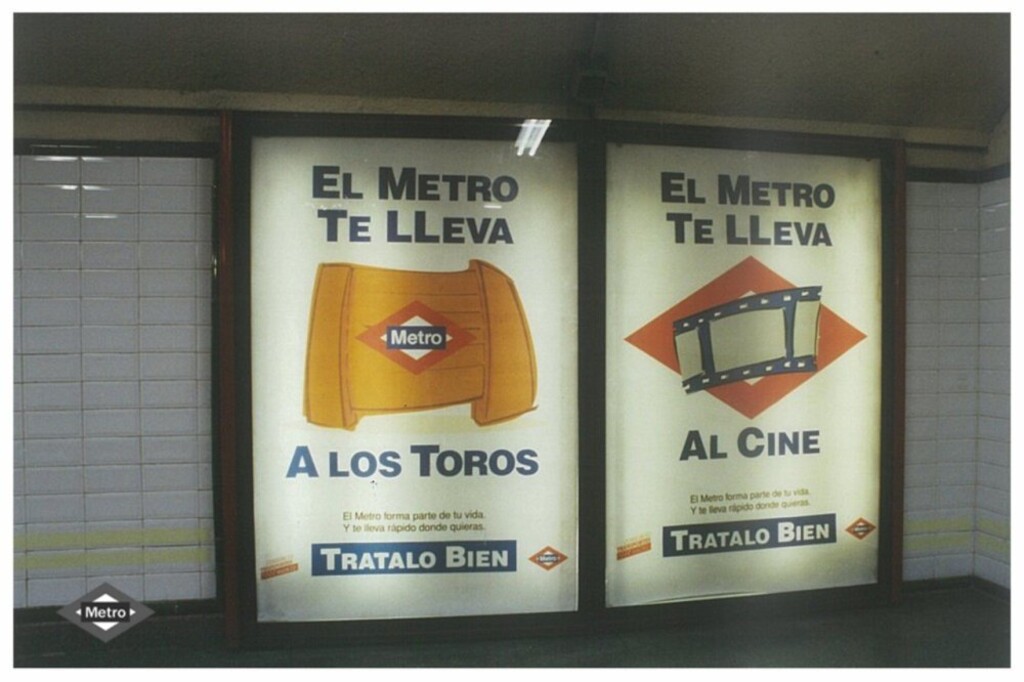 EL METRO
TE LLEVA
Metro
A LOS TOROS
El Metro forma parte de tu vida.
Y te lleva rápido donde quieras.
TRATALO BIEN
Metro
EL METRO
TE LLEVA
AL CINE
El Metro forma parte de tu vida.
Y te lleva rápido donde quieras.
TRATALO BIEN
Metro
Metro